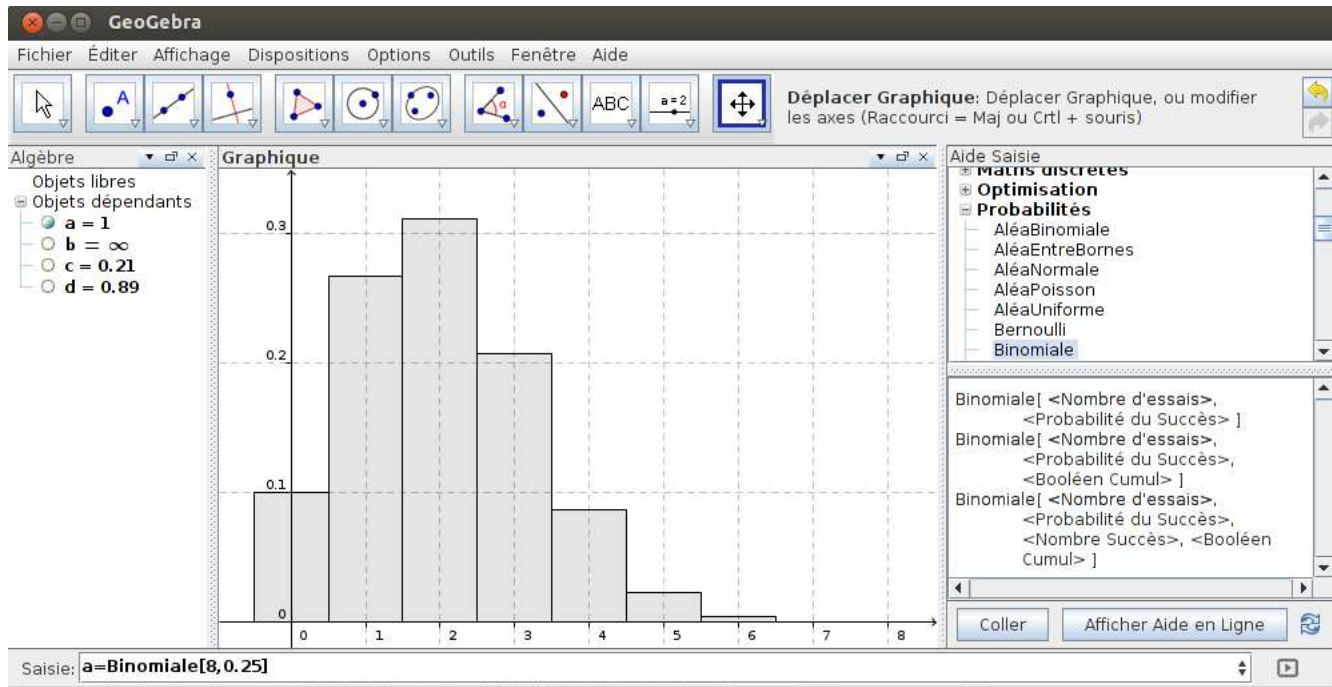 GeoGebra
Fichier Éditer Affichage Dispositions Options Outils Fenêtre Aide
A
α
ABC
a=2
Déplacer Graphique: Déplacer Graphique, ou modifier
les axes (Raccourci = Maj ou Crtl + souris)
Algèbre
Objets libres
Objets dépendants
a = 1
b = ∞
c = 0.21
d = 0.89
Graphique
0.3
0.2
0.1
0
0 1 2 3 4 5 6 7 8
Aide Saisie
Maths discrètes
Optimisation
Probabilités
AléaBinomiale
AléaEntreBornes
AléaNormale
AléaPoisson
AléaUniforme
Bernoulli
Binomiale
Binomiale[ <Nombre d'essais>,
<Probabilité du Succès> ]
Binomiale[ <Nombre d'essais>,
<Probabilité du Succès>,
<Booléen Cumul> ]
Binomiale[ <Nombre d'essais>,
<Probabilité du Succès>,
<Nombre Succès>, <Booléen
Cumul> ]
Coller Afficher Aide en Ligne
Saisie: a=Binomiale[8,0.25]